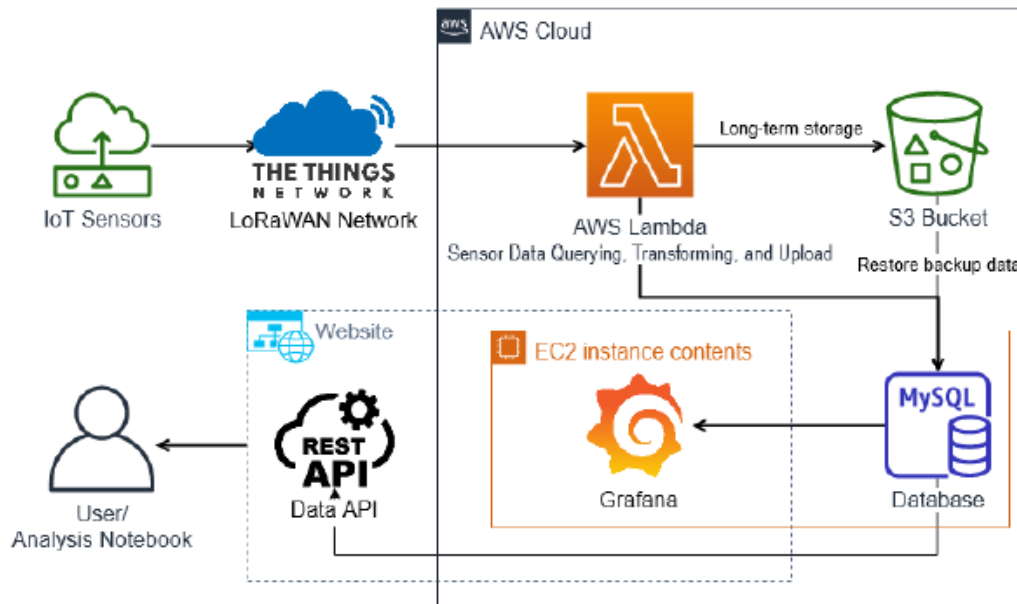 aws
AWS Cloud
THE THINGS
NETWORK
Long-term storage
IoT Sensors
LoRaWAN Network
AWS Lambda
Sensor Data Querying, Transforming, and Upload
S3 Bucket
Restore backup data
Website
EC2 instance contents
REST
API
Data API
Grafana
MySQL
Database
User/
Analysis Notebook